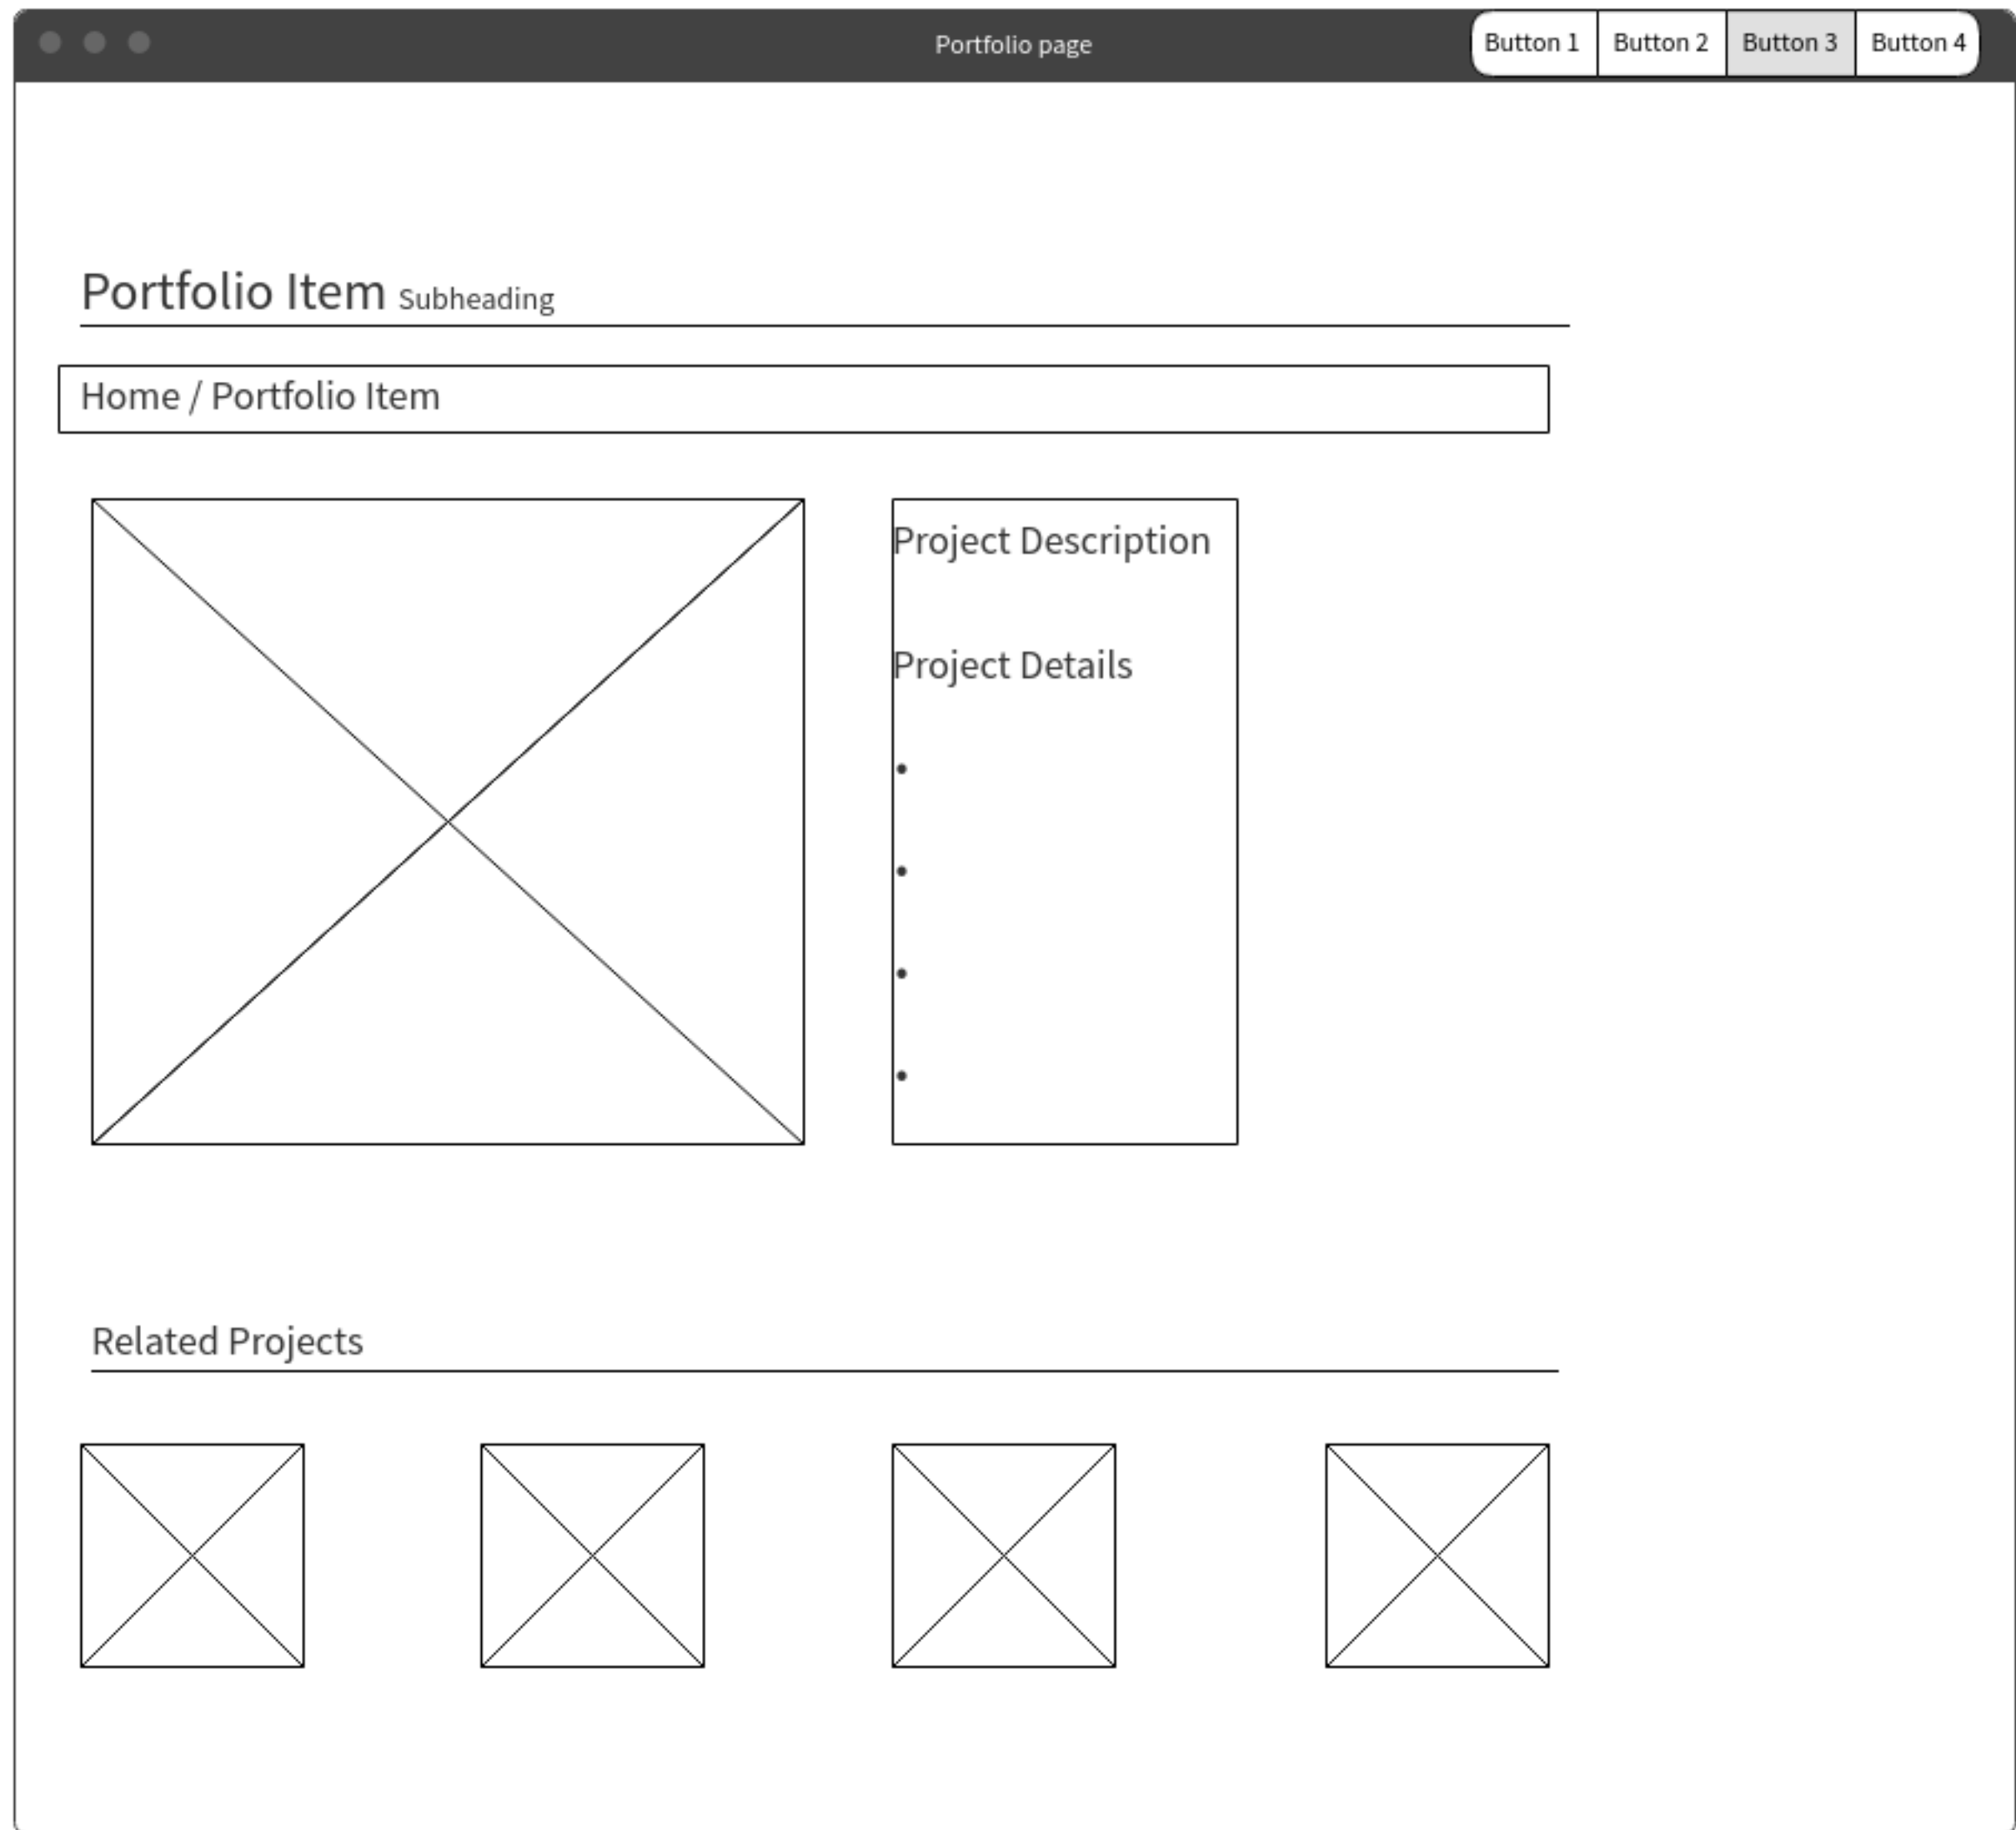 Portfolio page
Button 1 Button 2 Button 3 Button 4
Portfolio Item Subheading
Home / Portfolio Item
Project Description
Project Details
•
•
•
•
Related Projects